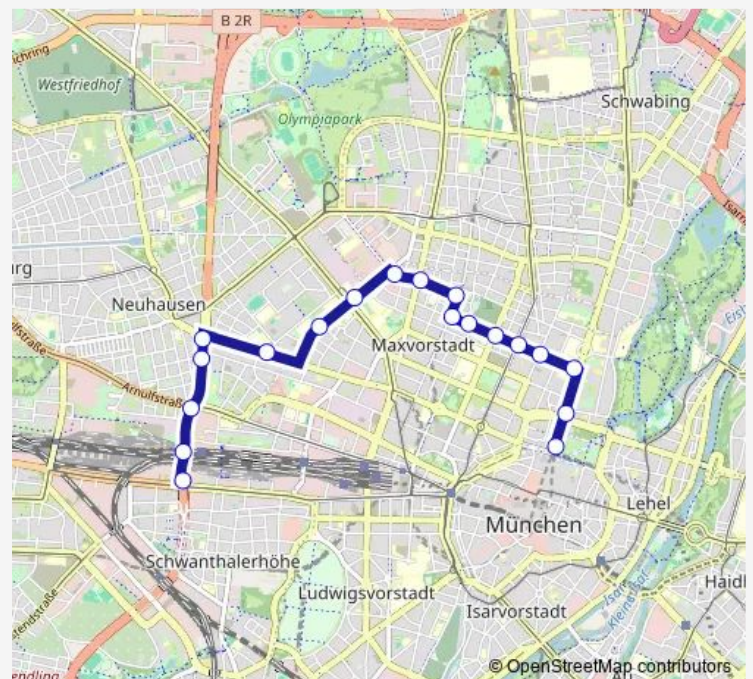 B 2R
Westfriedhof
Olympiapark
Schwabing
Neuhausen
Maxvorstadt
Arnulfstraße
München
Lehel
Schwanthalerhöhe
Ludwigsvorstadt
Isarvorstadt
Haidl
© OpenStreetMap contributors